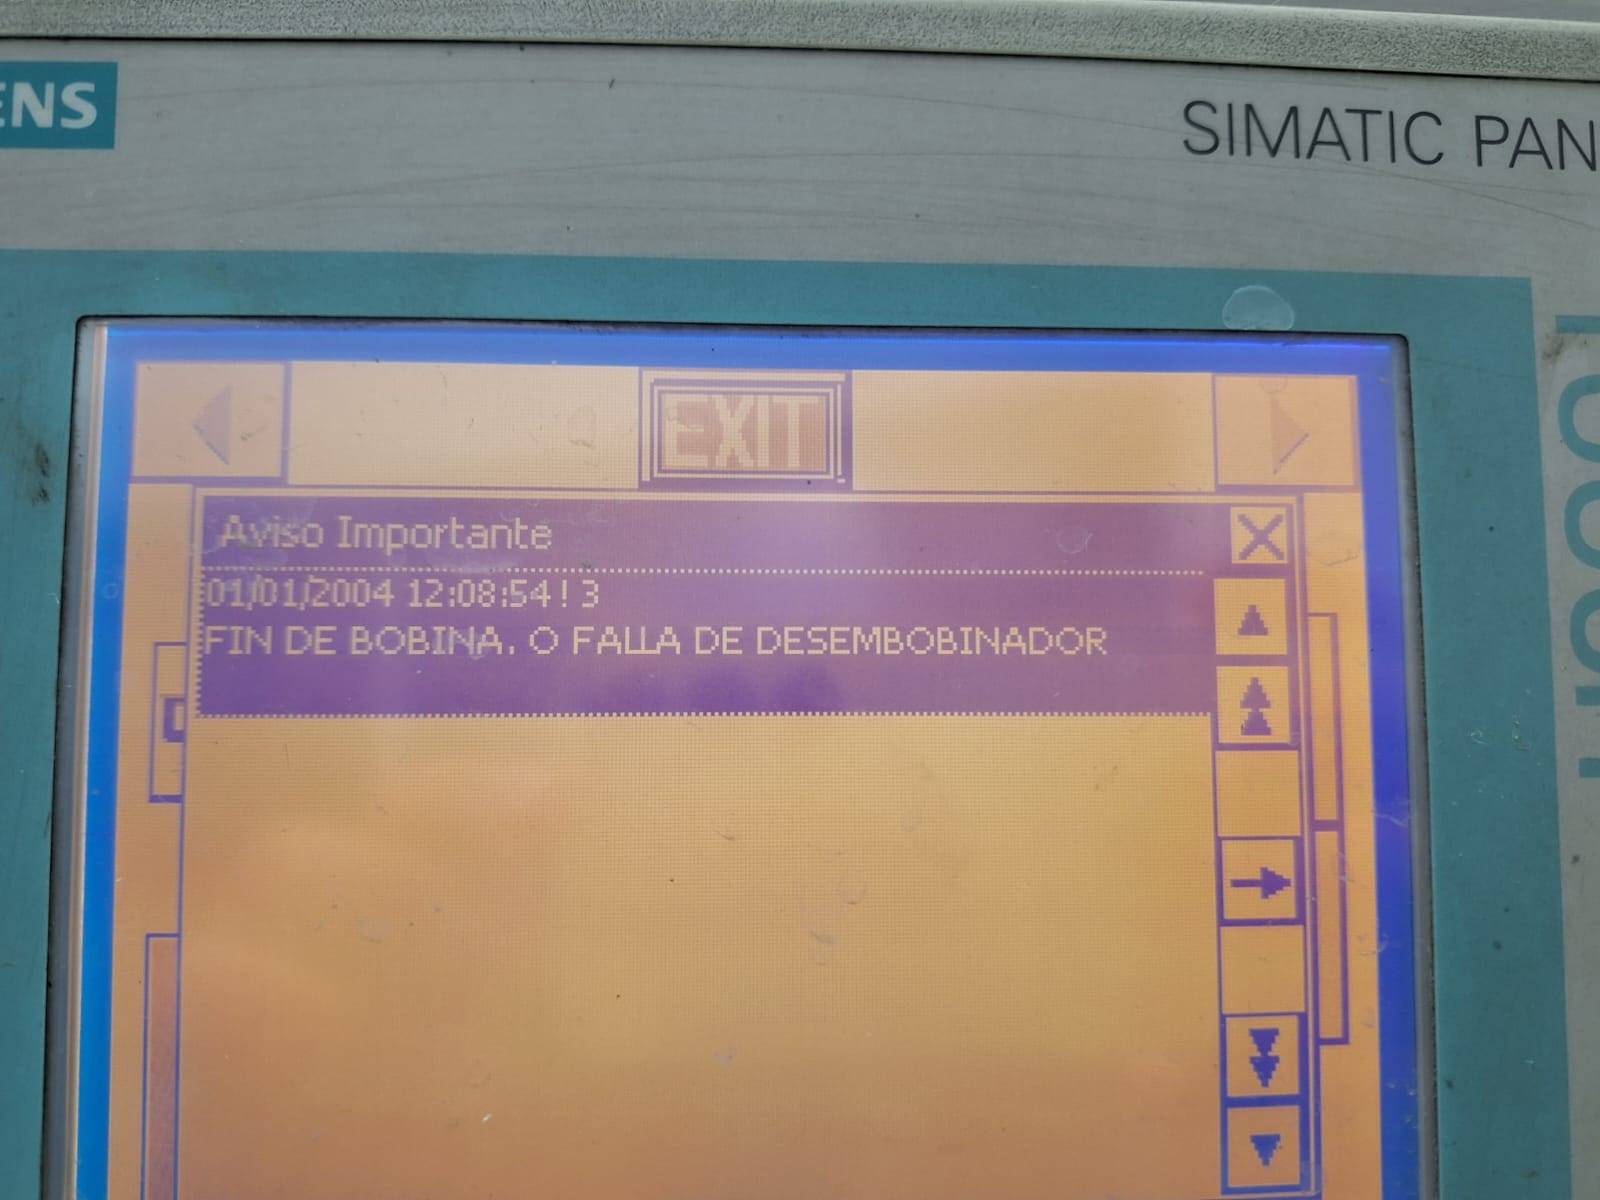 ENS
SIMATIC PAN
EXIT
Aviso Importante
01/01/2004 12:08:54! 3
FIN DE BOBINA. O FALLA DE DESEMBOBINADOR